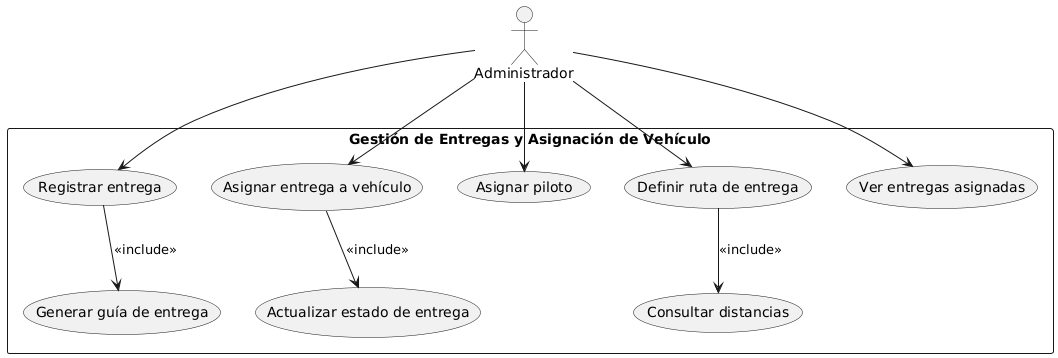 Administrador
Gestión de Entregas y Asignación de Vehículo
Registrar entrega
Asignar entrega a vehículo
Asignar piloto
Definir ruta de entrega
Ver entregas asignadas
«include»
«include»
«include»
Generar guía de entrega
Actualizar estado de entrega
Consultar distancias